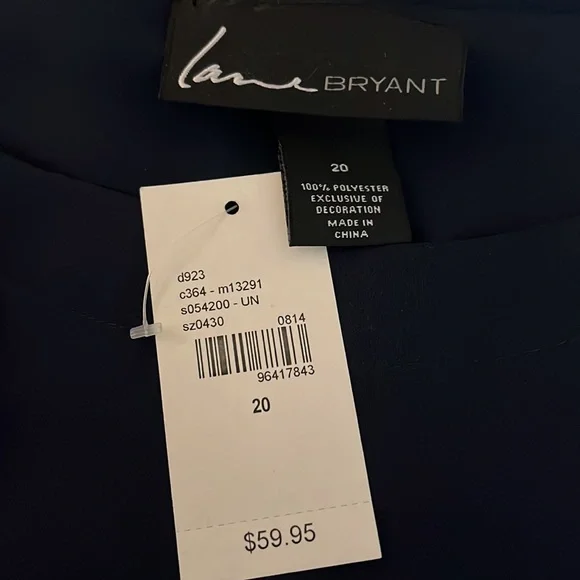 lane BRYANT
20
100% POLYESTER
EXCLUSIVE OF
DECORATION
MADE IN
CHINA
d923
c364 - m13291
s054200 - UN
sz0430
0814
96417843
20
$59.95